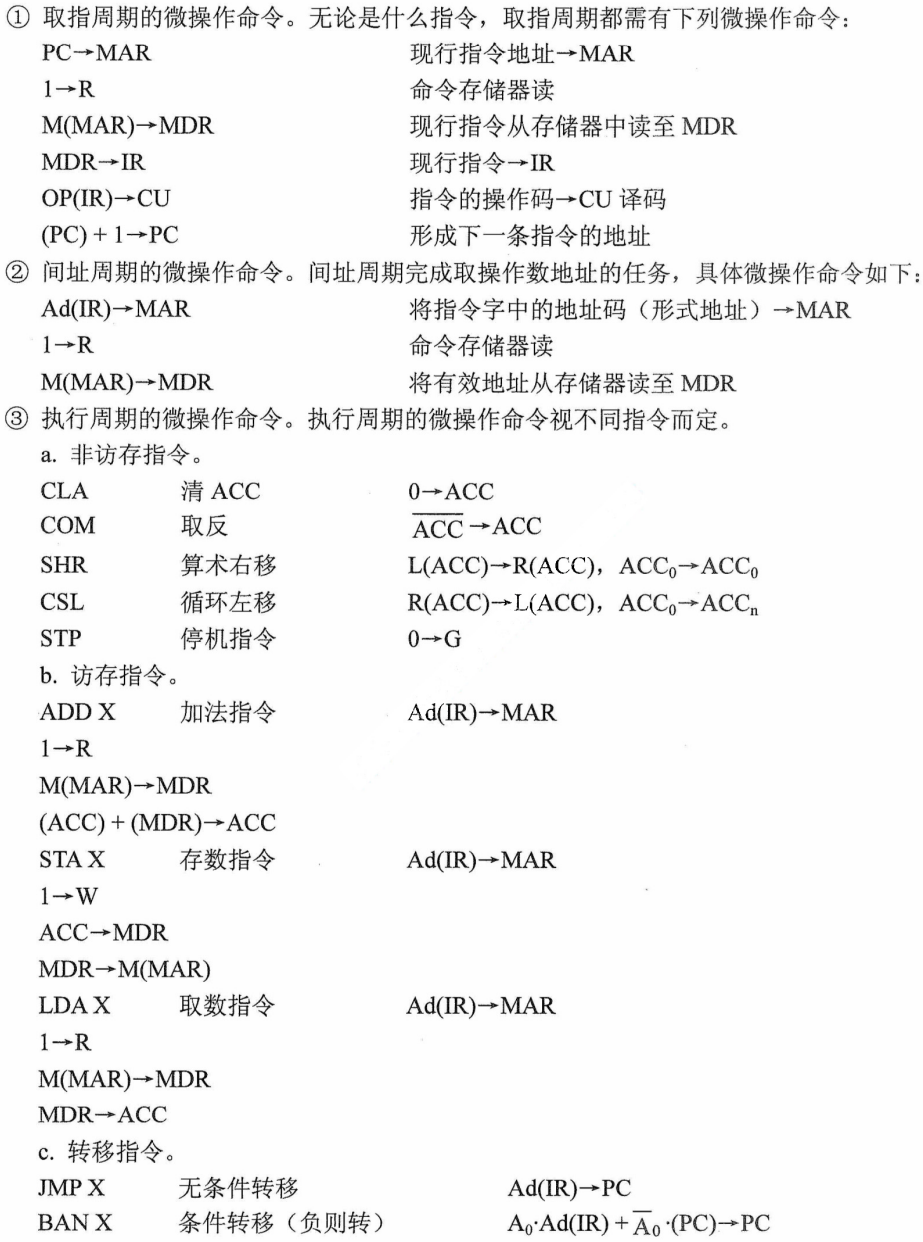 ① 取指周期的微操作命令。无论是什么指令，取指周期都需有下列微操作命令：
PC→MAR 现行指令地址→MAR
1→R 命令存储器读
M(MAR)→MDR 现行指令从存储器中读至 MDR
MDR→IR 现行指令→IR
OP(IR)→CU 指令的操作码→CU 译码
(PC) + 1→PC 形成下一条指令的地址
② 间址周期的微操作命令。间址周期完成取操作数地址的任务，具体微操作命令如下：
Ad(IR)→MAR 将指令字中的地址码（形式地址）→MAR
1→R 命令存储器读
M(MAR)→MDR 将有效地址从存储器读至 MDR
③ 执行周期的微操作命令。执行周期的微操作命令视不同指令而定。
a. 非访存指令。
CLA 清 ACC 0→ACC
COM 取反 A̅C̅C̅→ACC
SHR 算术右移 L(ACC)→R(ACC)，ACC₀→ACC₀
CSL 循环左移 R(ACC)→L(ACC)，ACC₀→ACCₙ
STP 停机指令 0→G
b. 访存指令。
ADD X 加法指令 Ad(IR)→MAR
1→R
M(MAR)→MDR
(ACC) + (MDR)→ACC
STA X 存数指令 Ad(IR)→MAR
1→W
ACC→MDR
MDR→M(MAR)
LDA X 取数指令 Ad(IR)→MAR
1→R
M(MAR)→MDR
MDR→ACC
c. 转移指令。
JMP X 无条件转移 Ad(IR)→PC
BAN X 条件转移（负则转） A₀·Ad(IR) + A̅₀·(PC)→PC